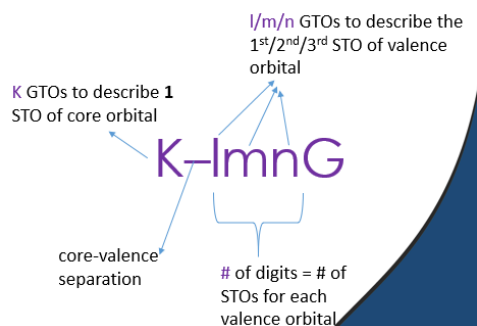 l/m/n GTOs to describe the
1st/2nd/3rd STO of valence
orbital
K GTOs to describe 1
STO of core orbital
K–lmnG
core-valence
separation
# of digits = # of
STOs for each
valence orbital